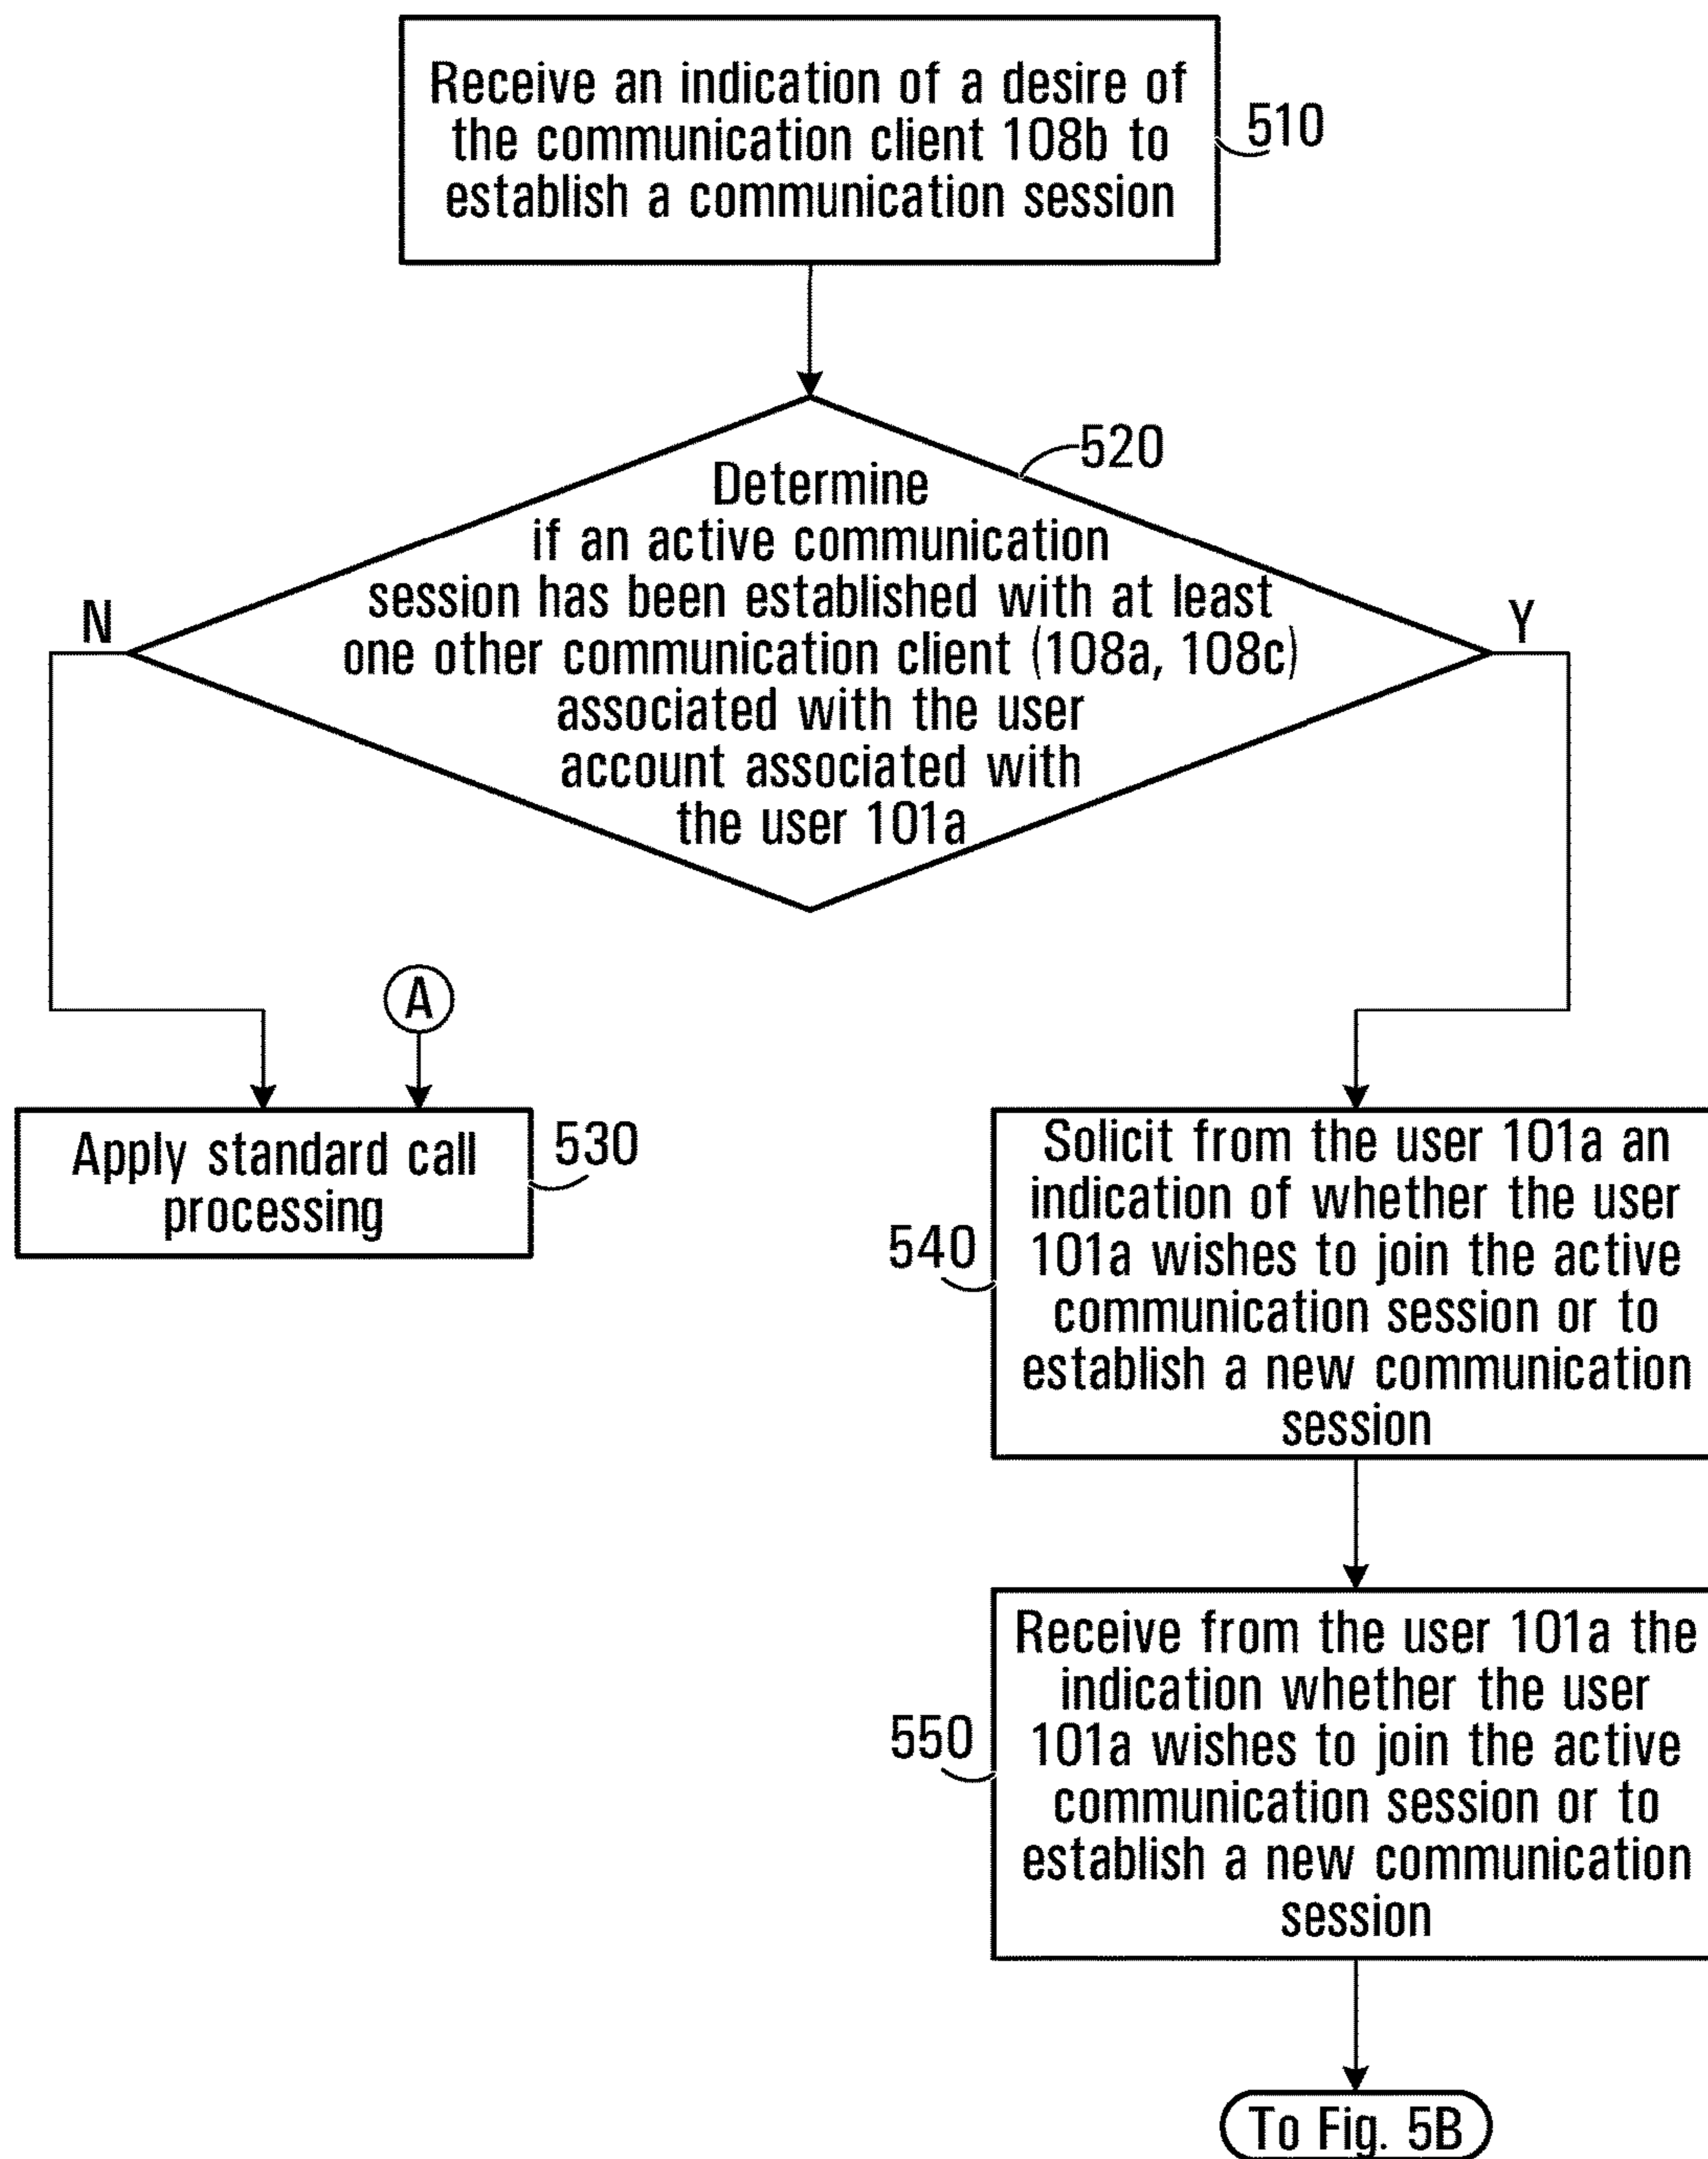 Receive an indication of a desire of
the communication client 108b to
establish a communication session
510
520
Determine
if an active communication
session has been established with at least
one other communication client (108a, 108c)
associated with the user
account associated with
the user 101a
N
Y
A
Apply standard call
processing
530
540
Solicit from the user 101a an
indication of whether the user
101a wishes to join the active
communication session or to
establish a new communication
session
550
Receive from the user 101a the
indication whether the user
101a wishes to join the active
communication session or to
establish a new communication
session
To Fig. 5B